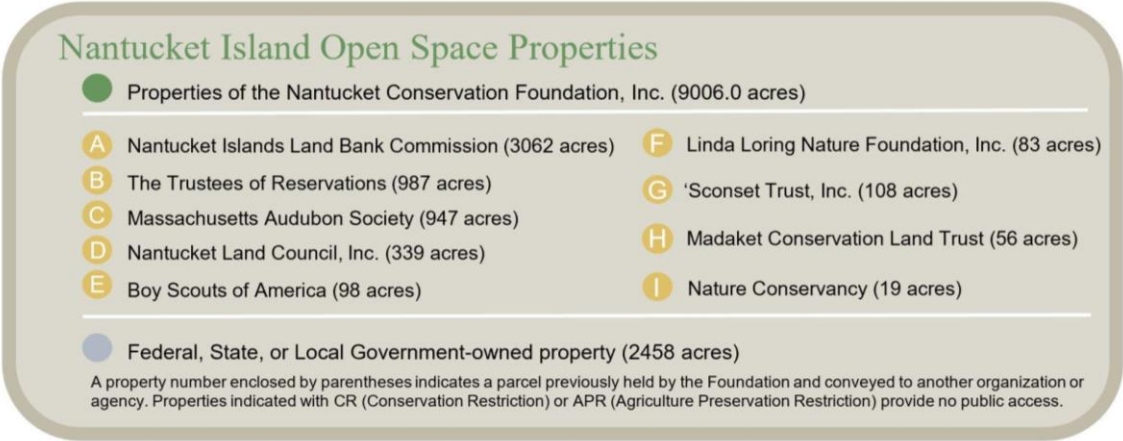 Nantucket Island Open Space Properties
Properties of the Nantucket Conservation Foundation, Inc. (9006.0 acres)
A Nantucket Islands Land Bank Commission (3062 acres)
B The Trustees of Reservations (987 acres)
C Massachusetts Audubon Society (947 acres)
D Nantucket Land Council, Inc. (339 acres)
E Boy Scouts of America (98 acres)
F Linda Loring Nature Foundation, Inc. (83 acres)
G ‘Sconset Trust, Inc. (108 acres)
H Madaket Conservation Land Trust (56 acres)
I Nature Conservancy (19 acres)
Federal, State, or Local Government-owned property (2458 acres)
A property number enclosed by parentheses indicates a parcel previously held by the Foundation and conveyed to another organization or
agency. Properties indicated with CR (Conservation Restriction) or APR (Agriculture Preservation Restriction) provide no public access.